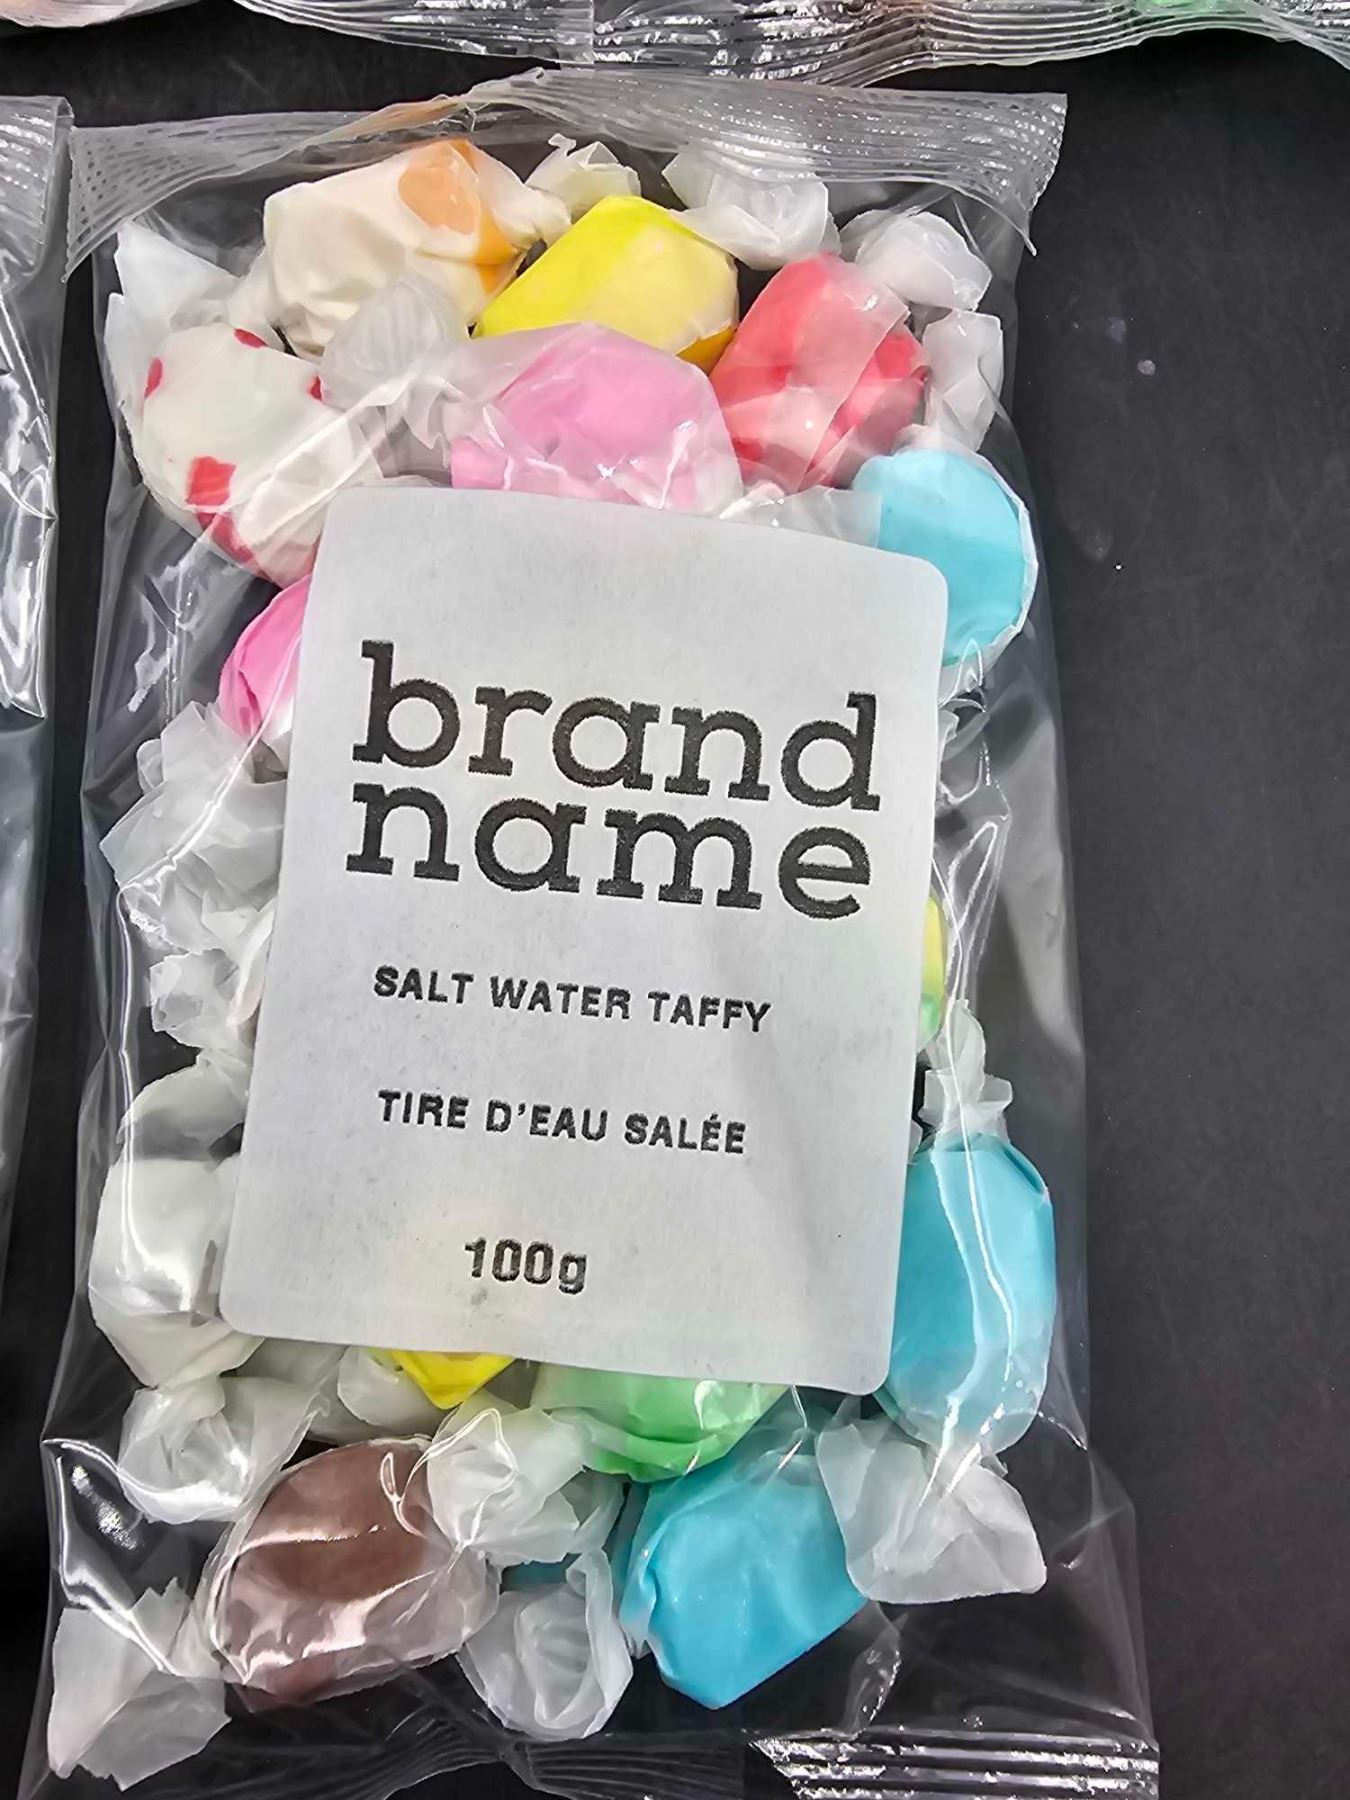 brand
name
SALT WATER TAFFY
TIRE D'EAU SALÉE
100g